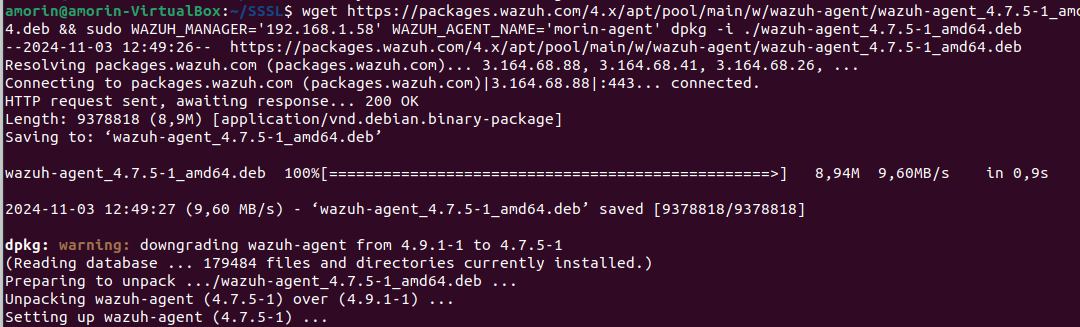 amorin@amorin-VirtualBox:~/SSSL$ wget https://packages.wazuh.com/4.x/apt/pool/main/w/wazuh-agent/wazuh-agent_4.7.5-1_amd6
4.deb && sudo WAZUH_MANAGER='192.168.1.58' WAZUH_AGENT_NAME='morin-agent' dpkg -i ./wazuh-agent_4.7.5-1_amd64.deb
--2024-11-03 12:49:26--  https://packages.wazuh.com/4.x/apt/pool/main/w/wazuh-agent/wazuh-agent_4.7.5-1_amd64.deb
Resolving packages.wazuh.com (packages.wazuh.com)... 3.164.68.88, 3.164.68.41, 3.164.68.26, ...
Connecting to packages.wazuh.com (packages.wazuh.com)|3.164.68.88|:443... connected.
HTTP request sent, awaiting response... 200 OK
Length: 9378818 (8,9M) [application/vnd.debian.binary-package]
Saving to: ‘wazuh-agent_4.7.5-1_amd64.deb’
wazuh-agent_4.7.5-1_amd64.deb  100%[=================================================>]   8,94M  9,60MB/s    in 0,9s
2024-11-03 12:49:27 (9,60 MB/s) - ‘wazuh-agent_4.7.5-1_amd64.deb’ saved [9378818/9378818]
dpkg: warning: downgrading wazuh-agent from 4.9.1-1 to 4.7.5-1
(Reading database ... 179484 files and directories currently installed.)
Preparing to unpack .../wazuh-agent_4.7.5-1_amd64.deb ...
Unpacking wazuh-agent (4.7.5-1) over (4.9.1-1) ...
Setting up wazuh-agent (4.7.5-1) ...